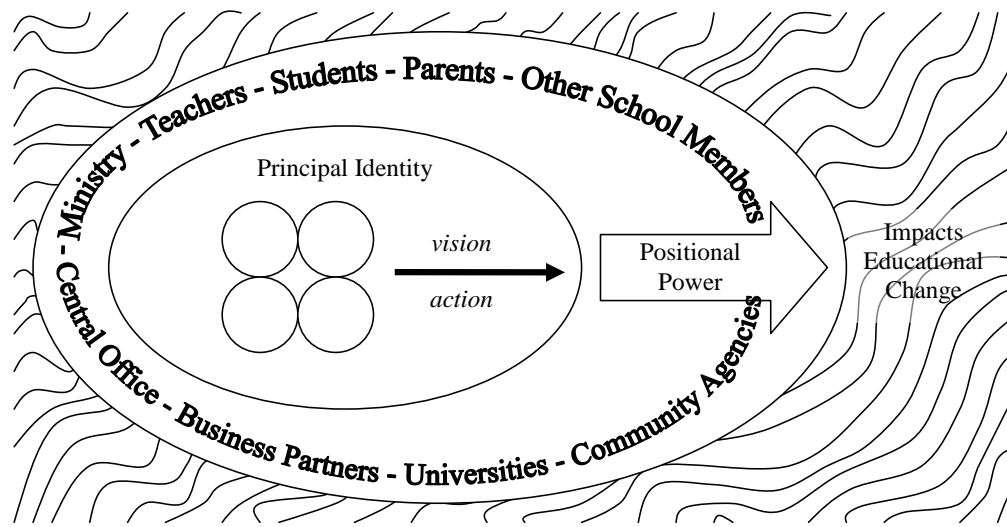 Central Office - Ministry - Teachers - Students - Parents - Other School Members
Principal Identity
vision
action
Positional
Power
Impacts
Educational
Change
- Business Partners - Universities - Community Agencies